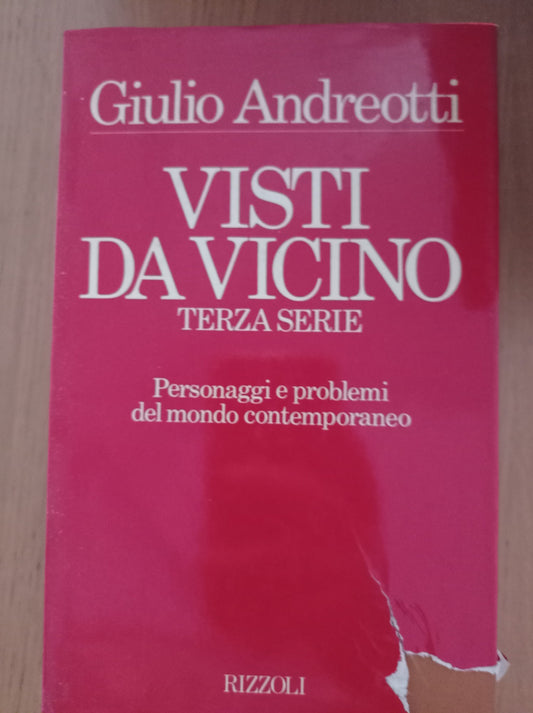 Giulio Andreotti
VISTI
DA VICINO
TERZA SERIE
Personaggi e problemi
del mondo contemporaneo
RIZZOLI